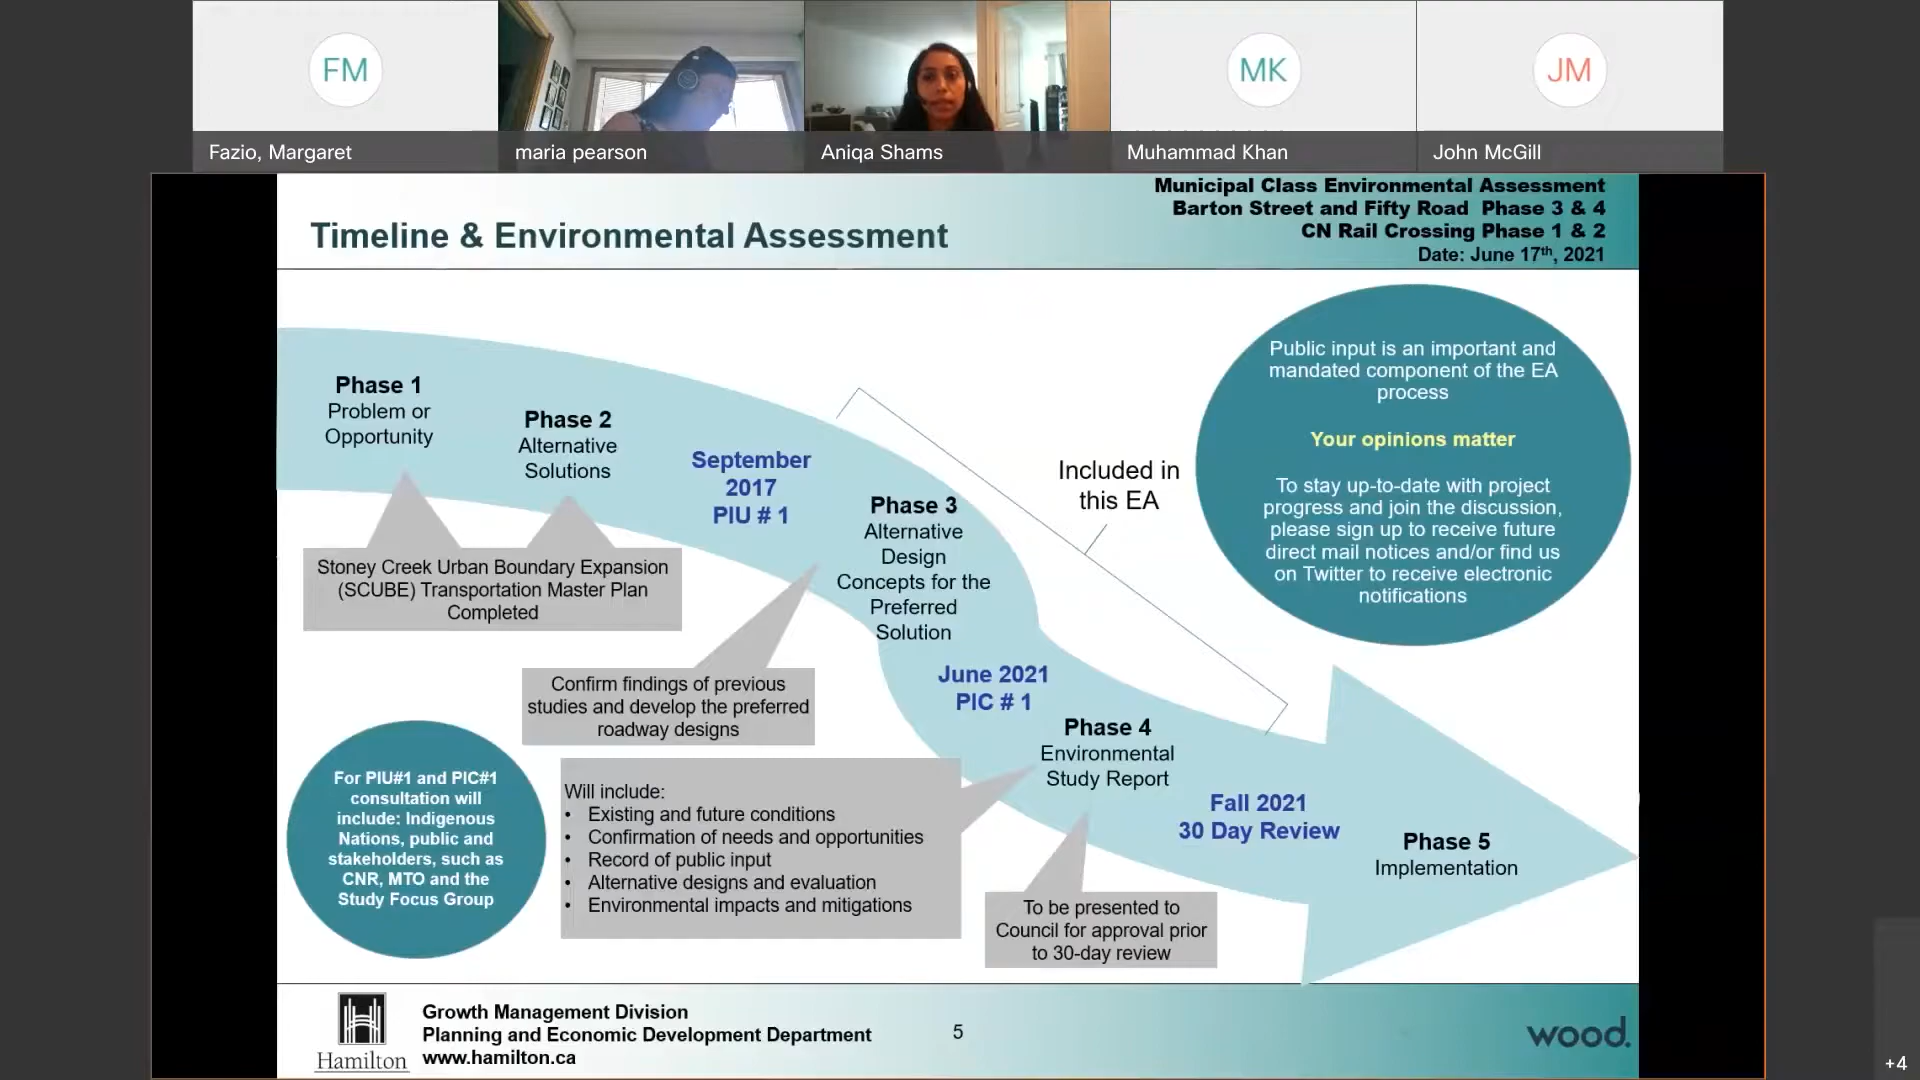 FM
MK
JM
Fazio, Margaret
maria pearson
Aniqa Shams
Muhammad Khan
John McGill
Timeline & Environmental Assessment
Municipal Class Environmental Assessment
Barton Street and Fifty Road Phase 3 & 4
CN Rail Crossing Phase 1 & 2
Date: June 17th, 2021
Phase 1
Problem or
Opportunity
Phase 2
Alternative
Solutions
Stoney Creek Urban Boundary Expansion
(SCUBE) Transportation Master Plan
Completed
September
2017
PIU # 1
Phase 3
Alternative
Design
Concepts for the
Preferred
Solution
Included in
this EA
Public input is an important and
mandated component of the EA
process
Your opinions matter
To stay up-to-date with project
progress and join the discussion,
please sign up to receive future
direct mail notices and/or find us
on Twitter to receive electronic
notifications
Confirm findings of previous
studies and develop the preferred
roadway designs
June 2021
PIC # 1
Phase 4
Environmental
Study Report
For PIU#1 and PIC#1
consultation will
include: Indigenous
Nations, public and
stakeholders, such as
CNR, MTO and the
Study Focus Group
Will include:
• Existing and future conditions
• Confirmation of needs and opportunities
• Record of public input
• Alternative designs and evaluation
• Environmental impacts and mitigations
To be presented to
Council for approval prior
to 30-day review
Fall 2021
30 Day Review
Phase 5
Implementation
Hamilton
Growth Management Division
Planning and Economic Development Department
www.hamilton.ca
5
wood.
+4